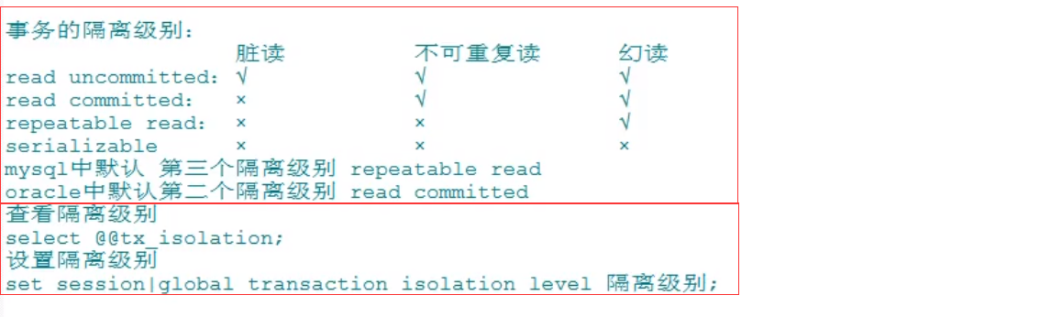 事务的隔离级别:
脏读 不可重复读 幻读
read uncommitted: √ √ √
read committed: × √ √
repeatable read: × × √
serializable × × ×
mysql中默认 第三个隔离级别 repeatable read
oracle中默认第二个隔离级别 read committed
查看隔离级别
select @@tx_isolation;
设置隔离级别
set session|global transaction isolation level 隔离级别;